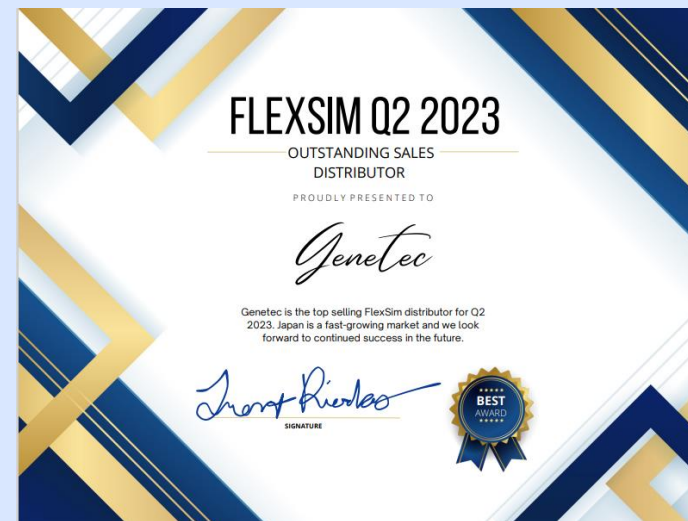 FLEXSIM Q2 2023
OUTSTANDING SALES
DISTRIBUTOR
PROUDLY PRESENTED TO
Genetec
Genetec is the top selling FlexSim distributor for Q2
2023. Japan is a fast-growing market and we look
forward to continued success in the future.
SIGNATURE
BEST
AWARD